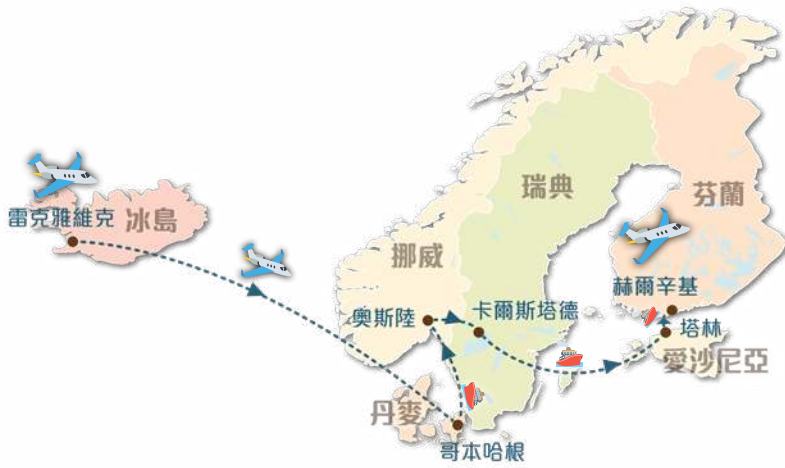 瑞典
芬蘭
雷克雅維克
冰島
挪威
赫爾辛基
奧斯陸
卡爾斯塔德
塔林
愛沙尼亞
丹麥
哥本哈根